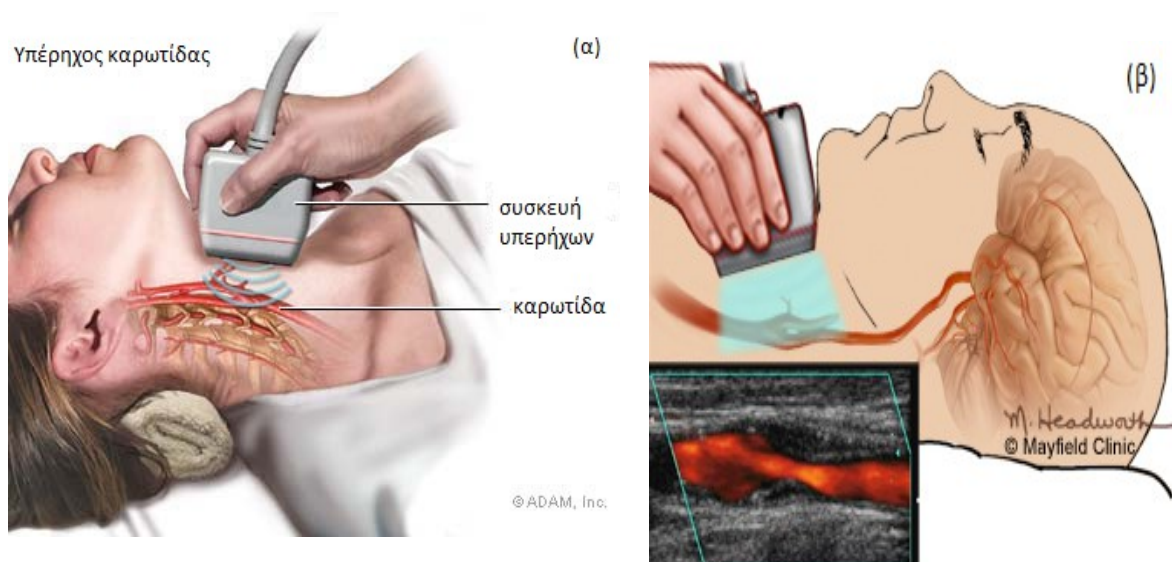 Υπέρηχος καρωτίδας
(α)
συσκευή
υπερήχων
καρωτίδα
© ADAM, Inc.
(β)
M. Headworth
© Mayfield Clinic